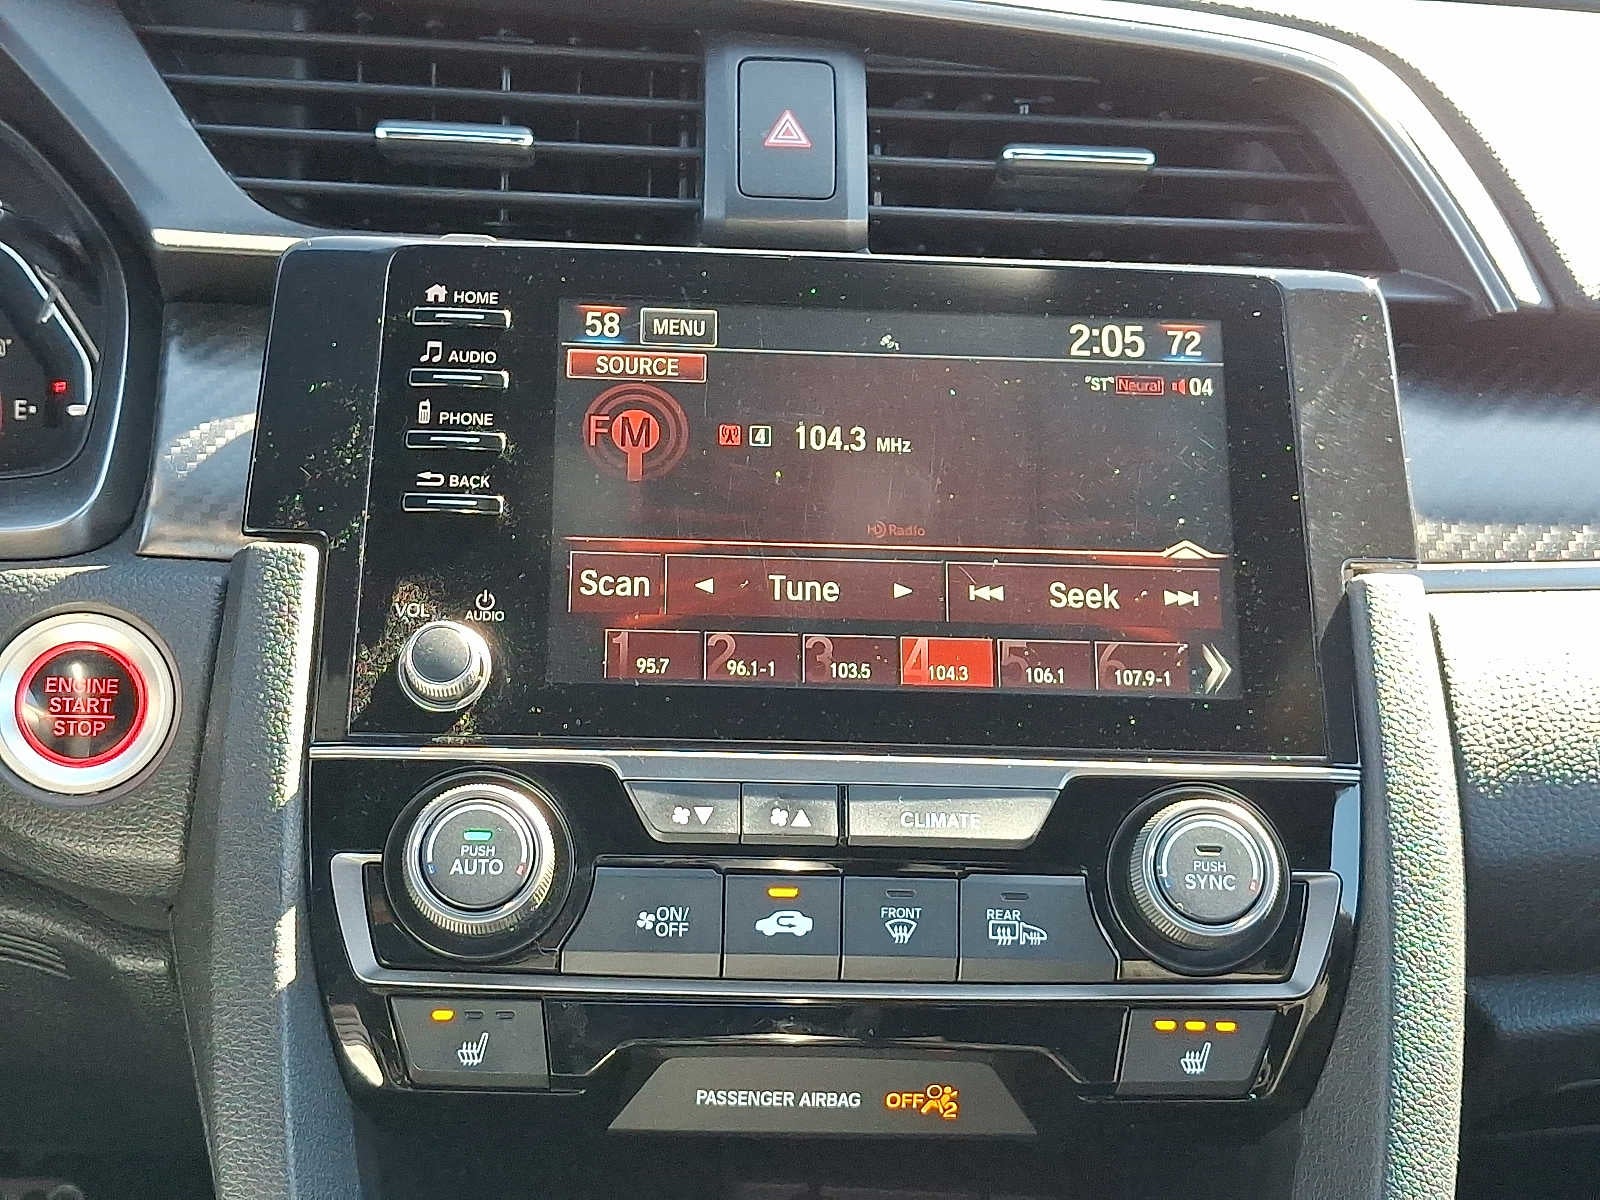 HOME
58 MENU 2:05 72
SOURCE
AUDIO
"ST" Neural 04
E
PHONE
FM 4 104.3 MHz
BACK
HD Radio
Scan Tune Seek
VOL AUDIO
1 95.7 2 96.1-1 3 103.5 4 104.3 5 106.1 6 107.9-1
ENGINE
START
STOP
CLIMATE
PUSH
AUTO
PUSH
SYNC
ON/
OFF
FRONT
REAR
PASSENGER AIRBAG OFF 2